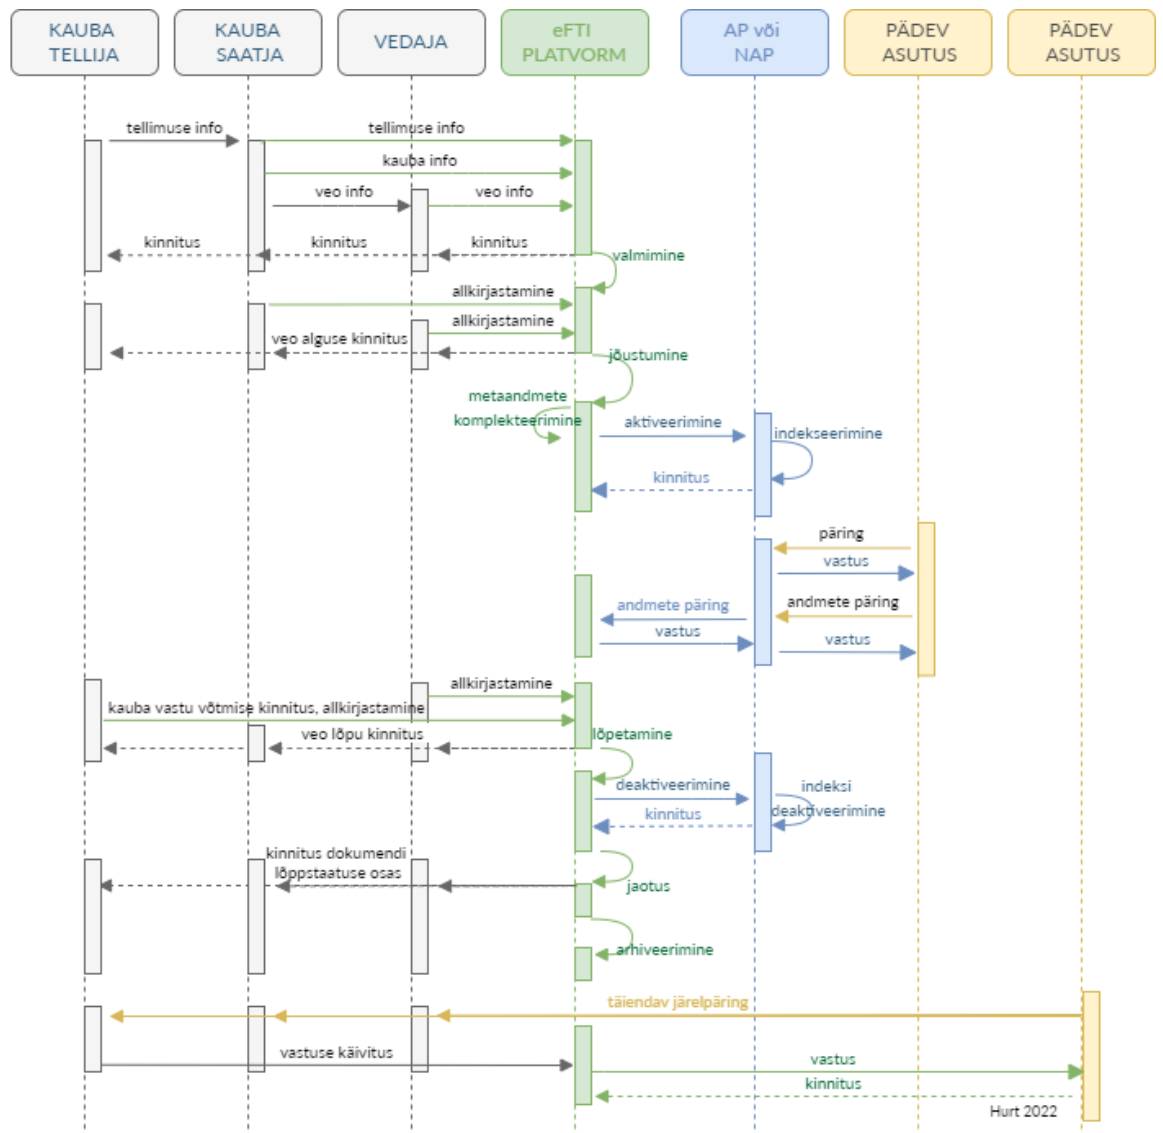 KAUBA
TELLIJA
KAUBA
SAATJA
VEDAJA
eFTI
PLATVORM
AP või
NAP
PÄDEV
ASUTUS
PÄDEV
ASUTUS
tellimuse info
tellimuse info
kauba info
veo info
veo info
kinnitus
kinnitus
kinnitus
valmimine
allkirjastamine
allkirjastamine
veo alguse kinnitus
jõustumine
metaandmete
komplekteerimine
aktiveerimine
indekseerimine
kinnitus
päring
vastus
andmete päring
andmete päring
vastus
vastus
allkirjastamine
kauba vastu võtmise kinnitus, allkirjastamine
veo lõpu kinnitus
lõpetamine
deaktiveerimine
indeksi
deaktiveerimine
kinnitus
kinnitus dokumendi
lõppstaatuse osas
jaotus
arhiveerimine
täiendav järelpäring
vastuse käivitus
vastus
kinnitus
Hurt 2022